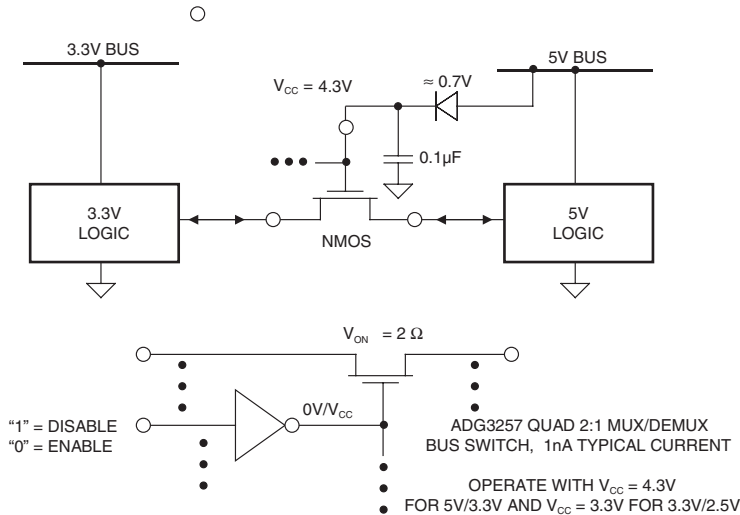 3.3V BUS
5V BUS
V_CC = 4.3V
≈ 0.7V
0.1µF
3.3V
LOGIC
5V
LOGIC
NMOS
V_ON = 2 Ω
0V/V_CC
“1” = DISABLE
“0” = ENABLE
ADG3257 QUAD 2:1 MUX/DEMUX
BUS SWITCH, 1nA TYPICAL CURRENT
OPERATE WITH V_CC = 4.3V
FOR 5V/3.3V AND V_CC = 3.3V FOR 3.3V/2.5V